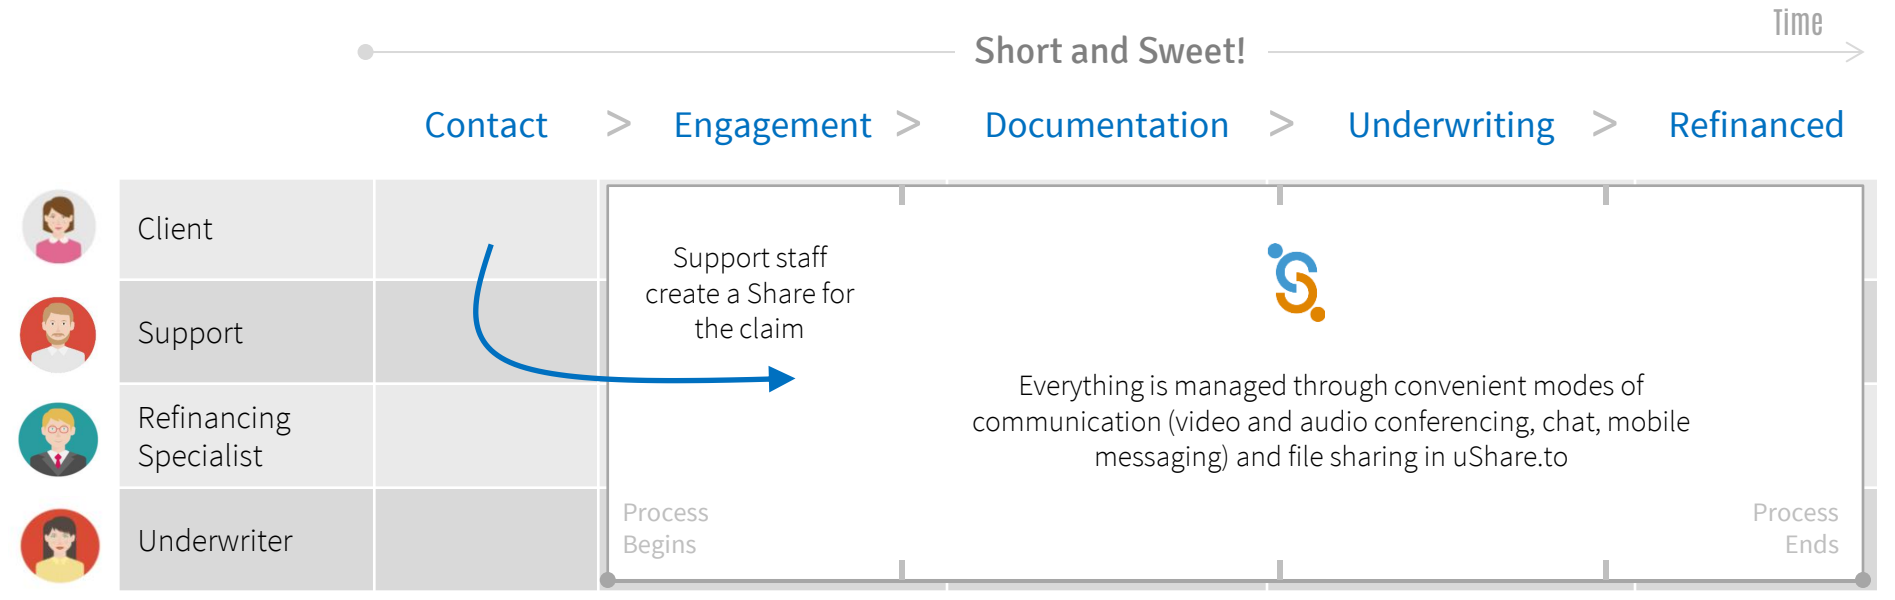 Time
Short and Sweet!
Contact > Engagement > Documentation > Underwriting > Refinanced
Client
Support staff
create a Share for
the claim
Support
Everything is managed through convenient modes of
communication (video and audio conferencing, chat, mobile
messaging) and file sharing in uShare.to
Refinancing
Specialist
Process
Begins
Process
Ends
Underwriter